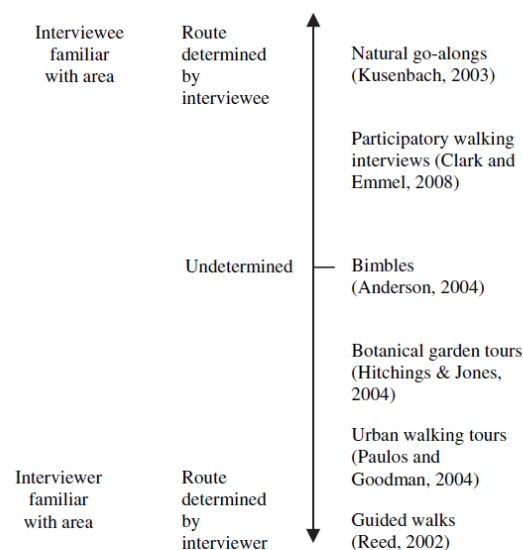 Interviewee
familiar
with area
Route
determined
by
interviewee
Natural go-alongs
(Kusenbach, 2003)
Participatory walking
interviews (Clark and
Emmel, 2008)
Undetermined
Bimbles
(Anderson, 2004)
Botanical garden tours
(Hitchings & Jones,
2004)
Urban walking tours
(Paulos and
Goodman, 2004)
Interviewer
familiar
with area
Route
determined
by
interviewer
Guided walks
(Reed, 2002)